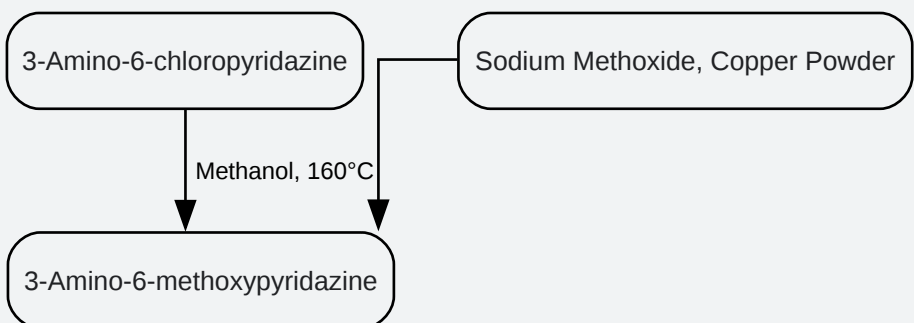 3-Amino-6-chloropyridazine
Sodium Methoxide, Copper Powder
Methanol, 160°C
3-Amino-6-methoxypyridazine